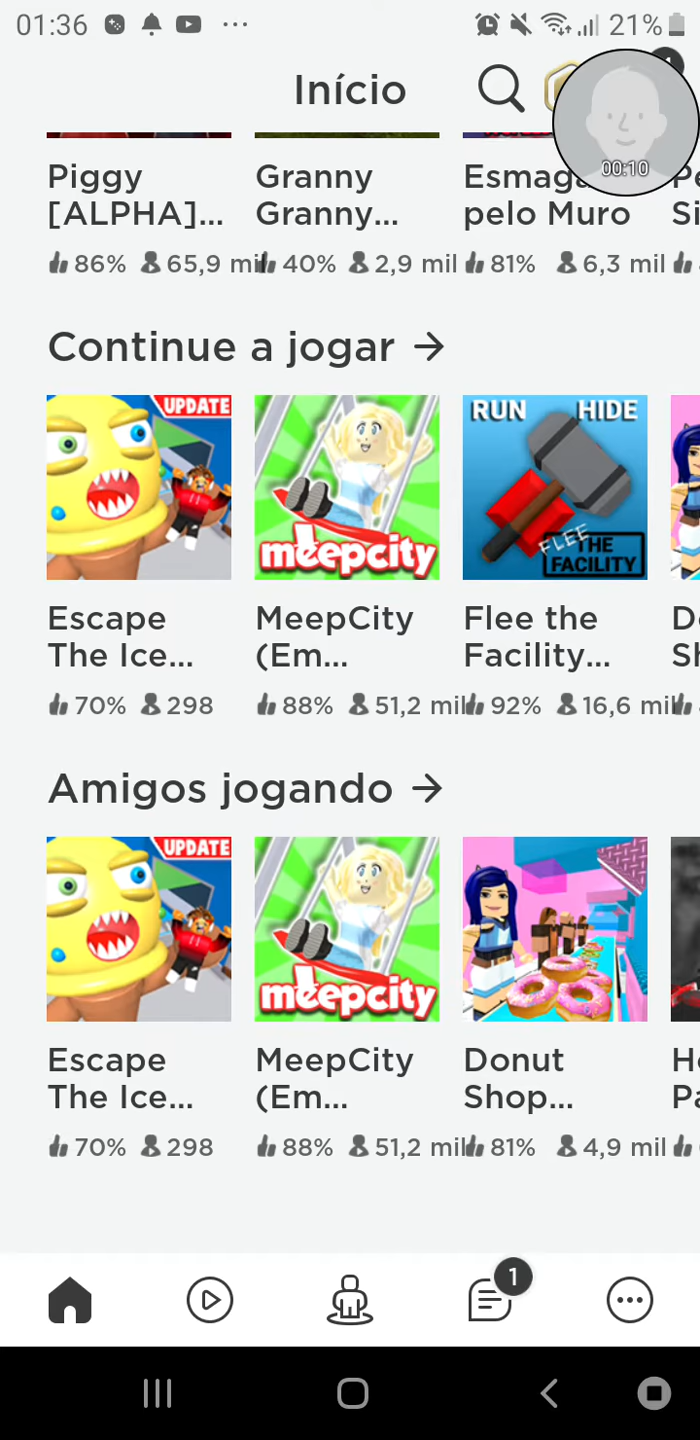 01:36 ... 21%
Início
00:10
Piggy [ALPHA]...
Granny Granny...
Esmaga pelo Muro
86% 65,9 mil
40% 2,9 mil
81% 6,3 mil
Continue a jogar →
UPDATE
meepcity
RUN HIDE
FLEE THE FACILITY
Escape The Ice...
MeepCity (Em...
Flee the Facility...
70% 298
88% 51,2 mil
92% 16,6 mil
Amigos jogando →
UPDATE
meepcity
Escape The Ice...
MeepCity (Em...
Donut Shop...
70% 298
88% 51,2 mil
81% 4,9 mil
1